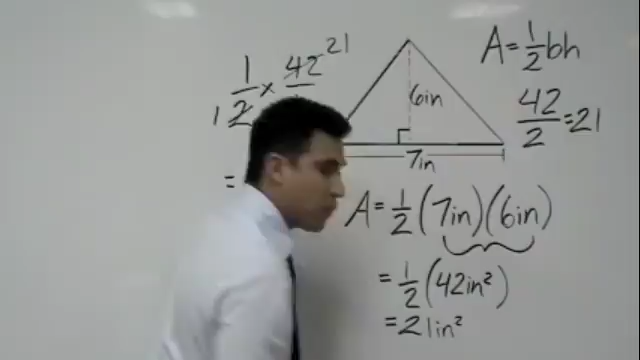 1/2 × 42 21
1
=
6in
7in
A = 1/2 bh
42/2 = 21
A = 1/2 (7in)(6in)
= 1/2 (42in²)
= 21in²